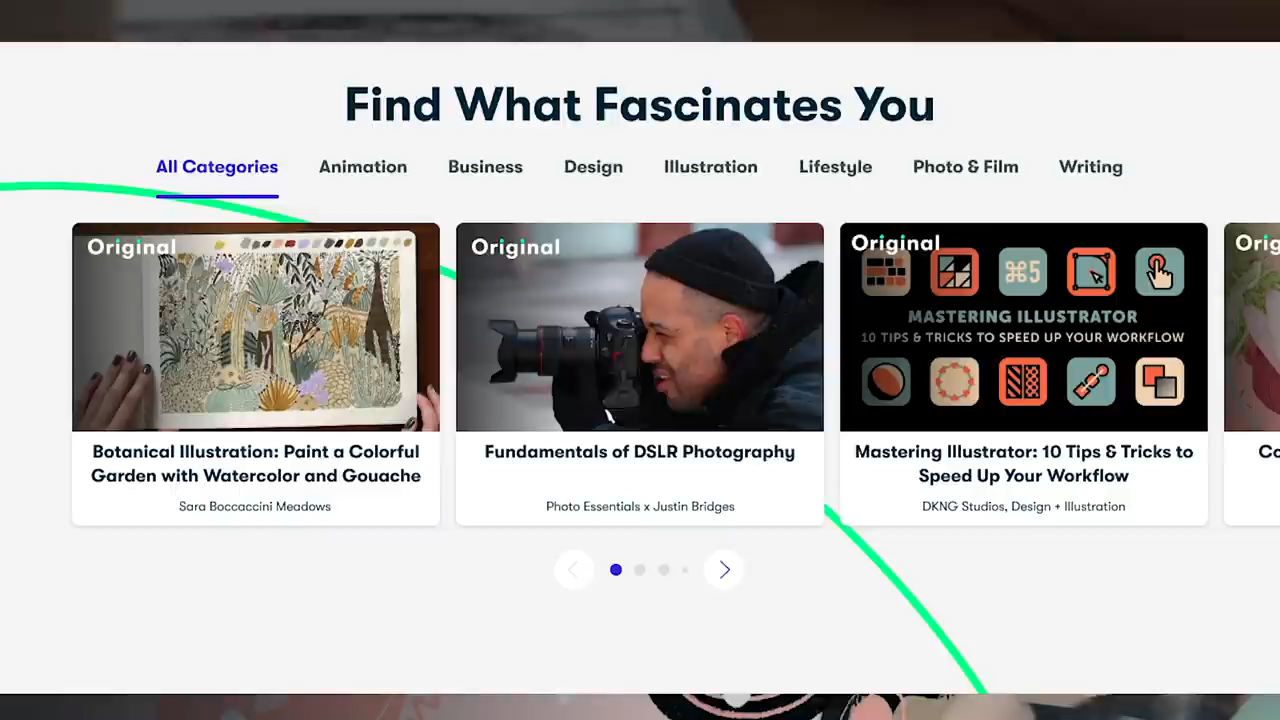 Find What Fascinates You
All Categories Animation Business Design Illustration Lifestyle Photo & Film Writing
Original
Original
Original
⌘5
MASTERING ILLUSTRATOR
10 TIPS & TRICKS TO SPEED UP YOUR WORKFLOW
Botanical Illustration: Paint a Colorful
Garden with Watercolor and Gouache
Sara Boccaccini Meadows
Fundamentals of DSLR Photography
Photo Essentials x Justin Bridges
Mastering Illustrator: 10 Tips & Tricks to
Speed Up Your Workflow
DKNG Studios, Design + Illustration